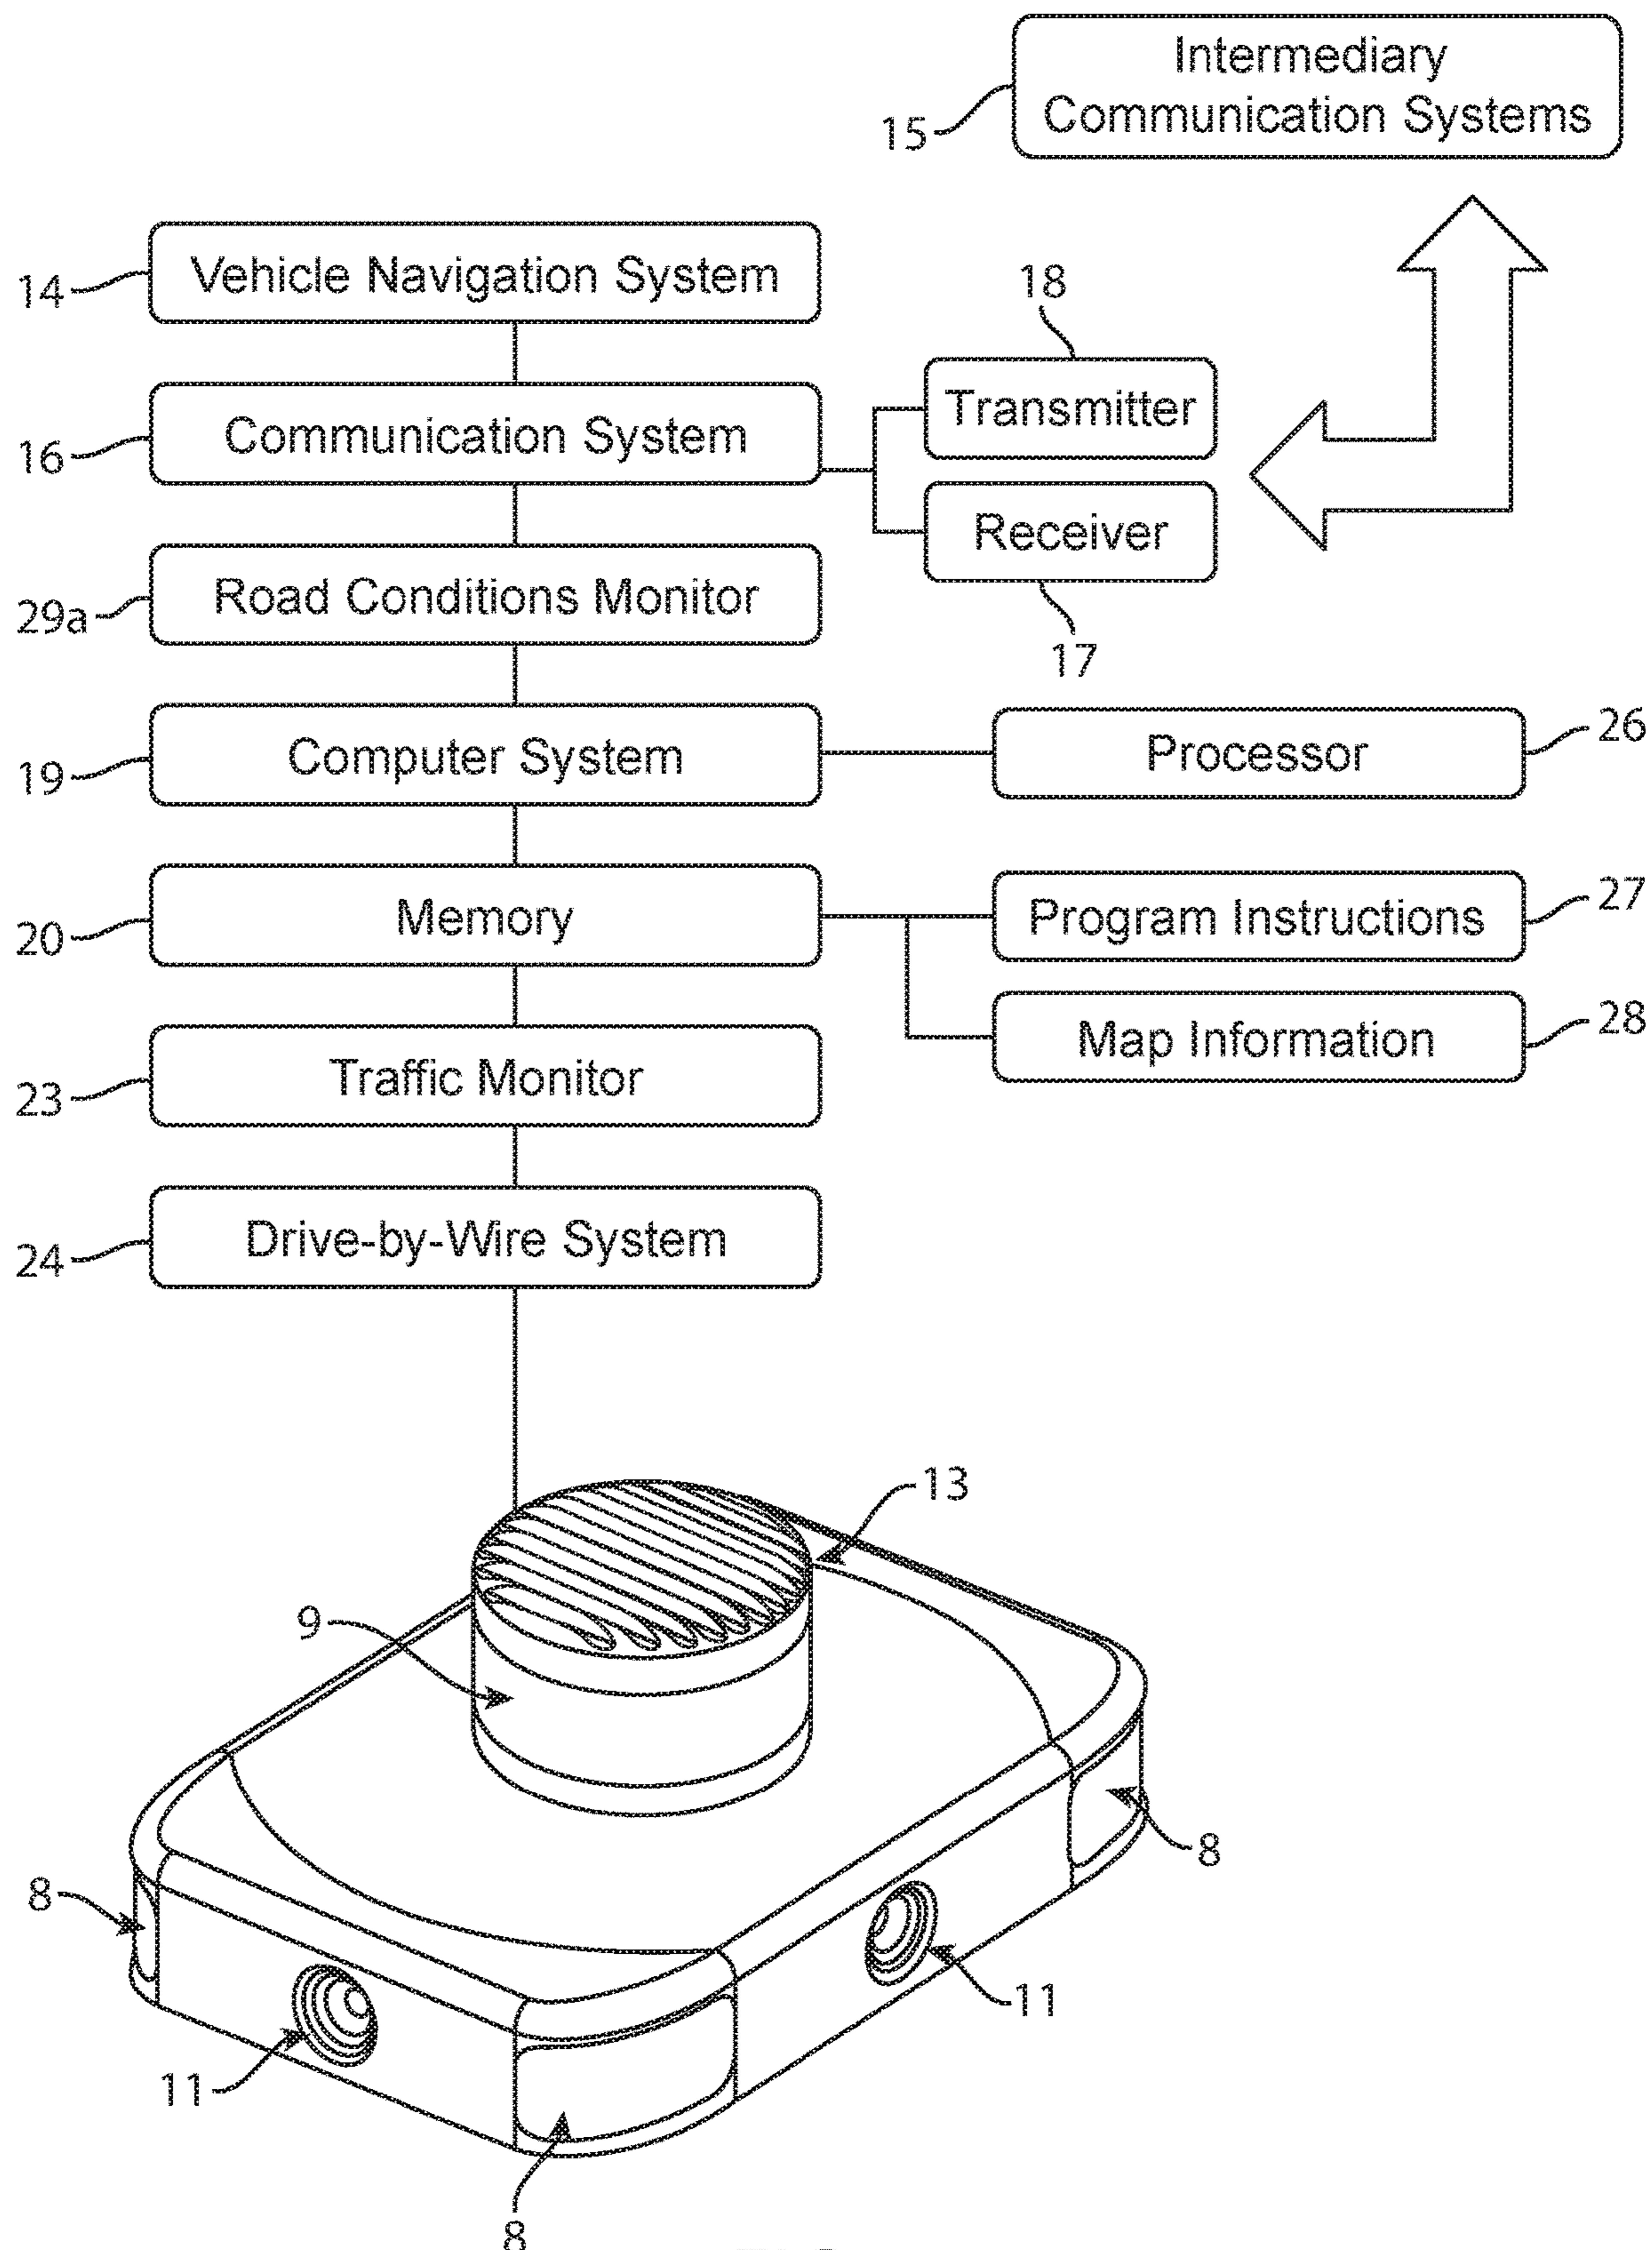 Intermediary
Communication Systems
15
Vehicle Navigation System
14
18
Transmitter
Communication System
16
Receiver
Road Conditions Monitor
29a
17
26
Computer System
Processor
19
27
Memory
Program Instructions
20
28
Map Information
Traffic Monitor
23
Drive-by-Wire System
24
13
9
8
8
11
11
8